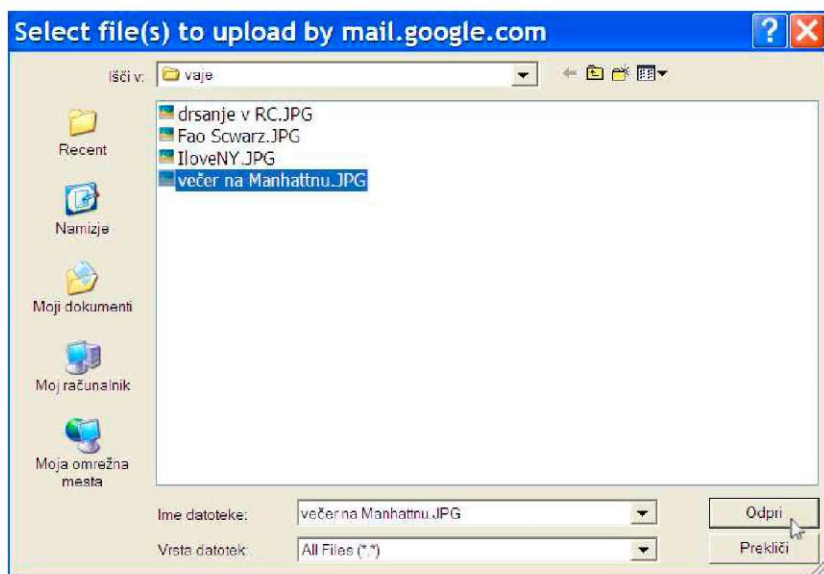 Select file(s) to upload by mail.google.com
Išči v:
vaje
drsanje v RC.JPG
Fao Scwarz.JPG
IloveNY.JPG
večer na Manhattnu.JPG
Recent
Namizje
Moji dokumenti
Moj računalnik
Moja omrežna
mesta
Ime datoteke:
večer na Manhattnu.JPG
Odpri
Vrsta datotek:
All Files (*.*)
Prekliči